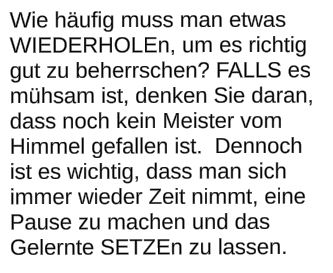 Wie häufig muss man etwas
WIEDERHOLEn, um es richtig
gut zu beherrschen? FALLS es
mühsam ist, denken Sie daran,
dass noch kein Meister vom
Himmel gefallen ist.  Dennoch
ist es wichtig, dass man sich
immer wieder Zeit nimmt, eine
Pause zu machen und das
Gelernte SETZEn zu lassen.